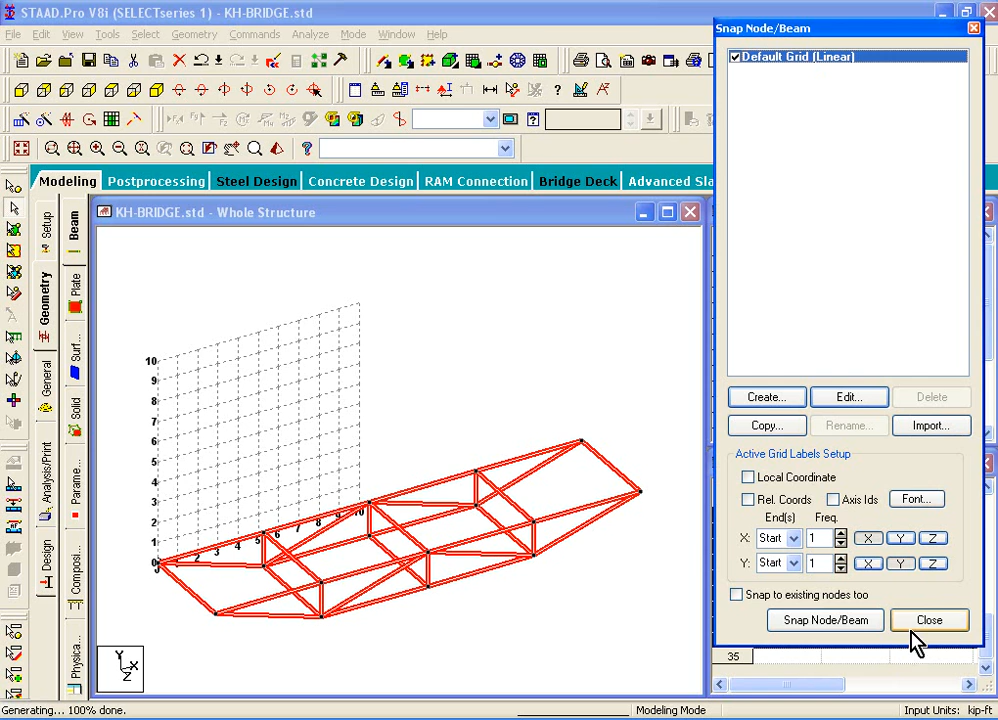 STAAD.Pro V8i (SELECTseries 1) - KH-BRIDGE.std
Snap Node/Beam
File Edit View Tools Select Geometry Commands Analyze Mode Window Help
Default Grid (Linear)
Modeling Postprocessing Steel Design Concrete Design RAM Connection Bridge Deck Advanced Sla
KH-BRIDGE.std - Whole Structure
Setup
Geometry
General
Analysis/Print
Design
Beam
Plate
Surf...
Solid
Parame...
Composi...
Physica...
10
9
8
7
6
5
4
3
2
1
0
2 3 4 5 6 7 8 10
Y
X
Z
Create... Edit... Delete
Copy... Rename... Import...
Active Grid Labels Setup
Local Coordinate
Rel. Coords Axis Ids Font...
End(s) Freq.
X: Start 1 X Y Z
Y: Start 1 X Y Z
Snap to existing nodes too
Snap Node/Beam Close
35
Generating... 100% done. Modeling Mode Input Units: kip-ft